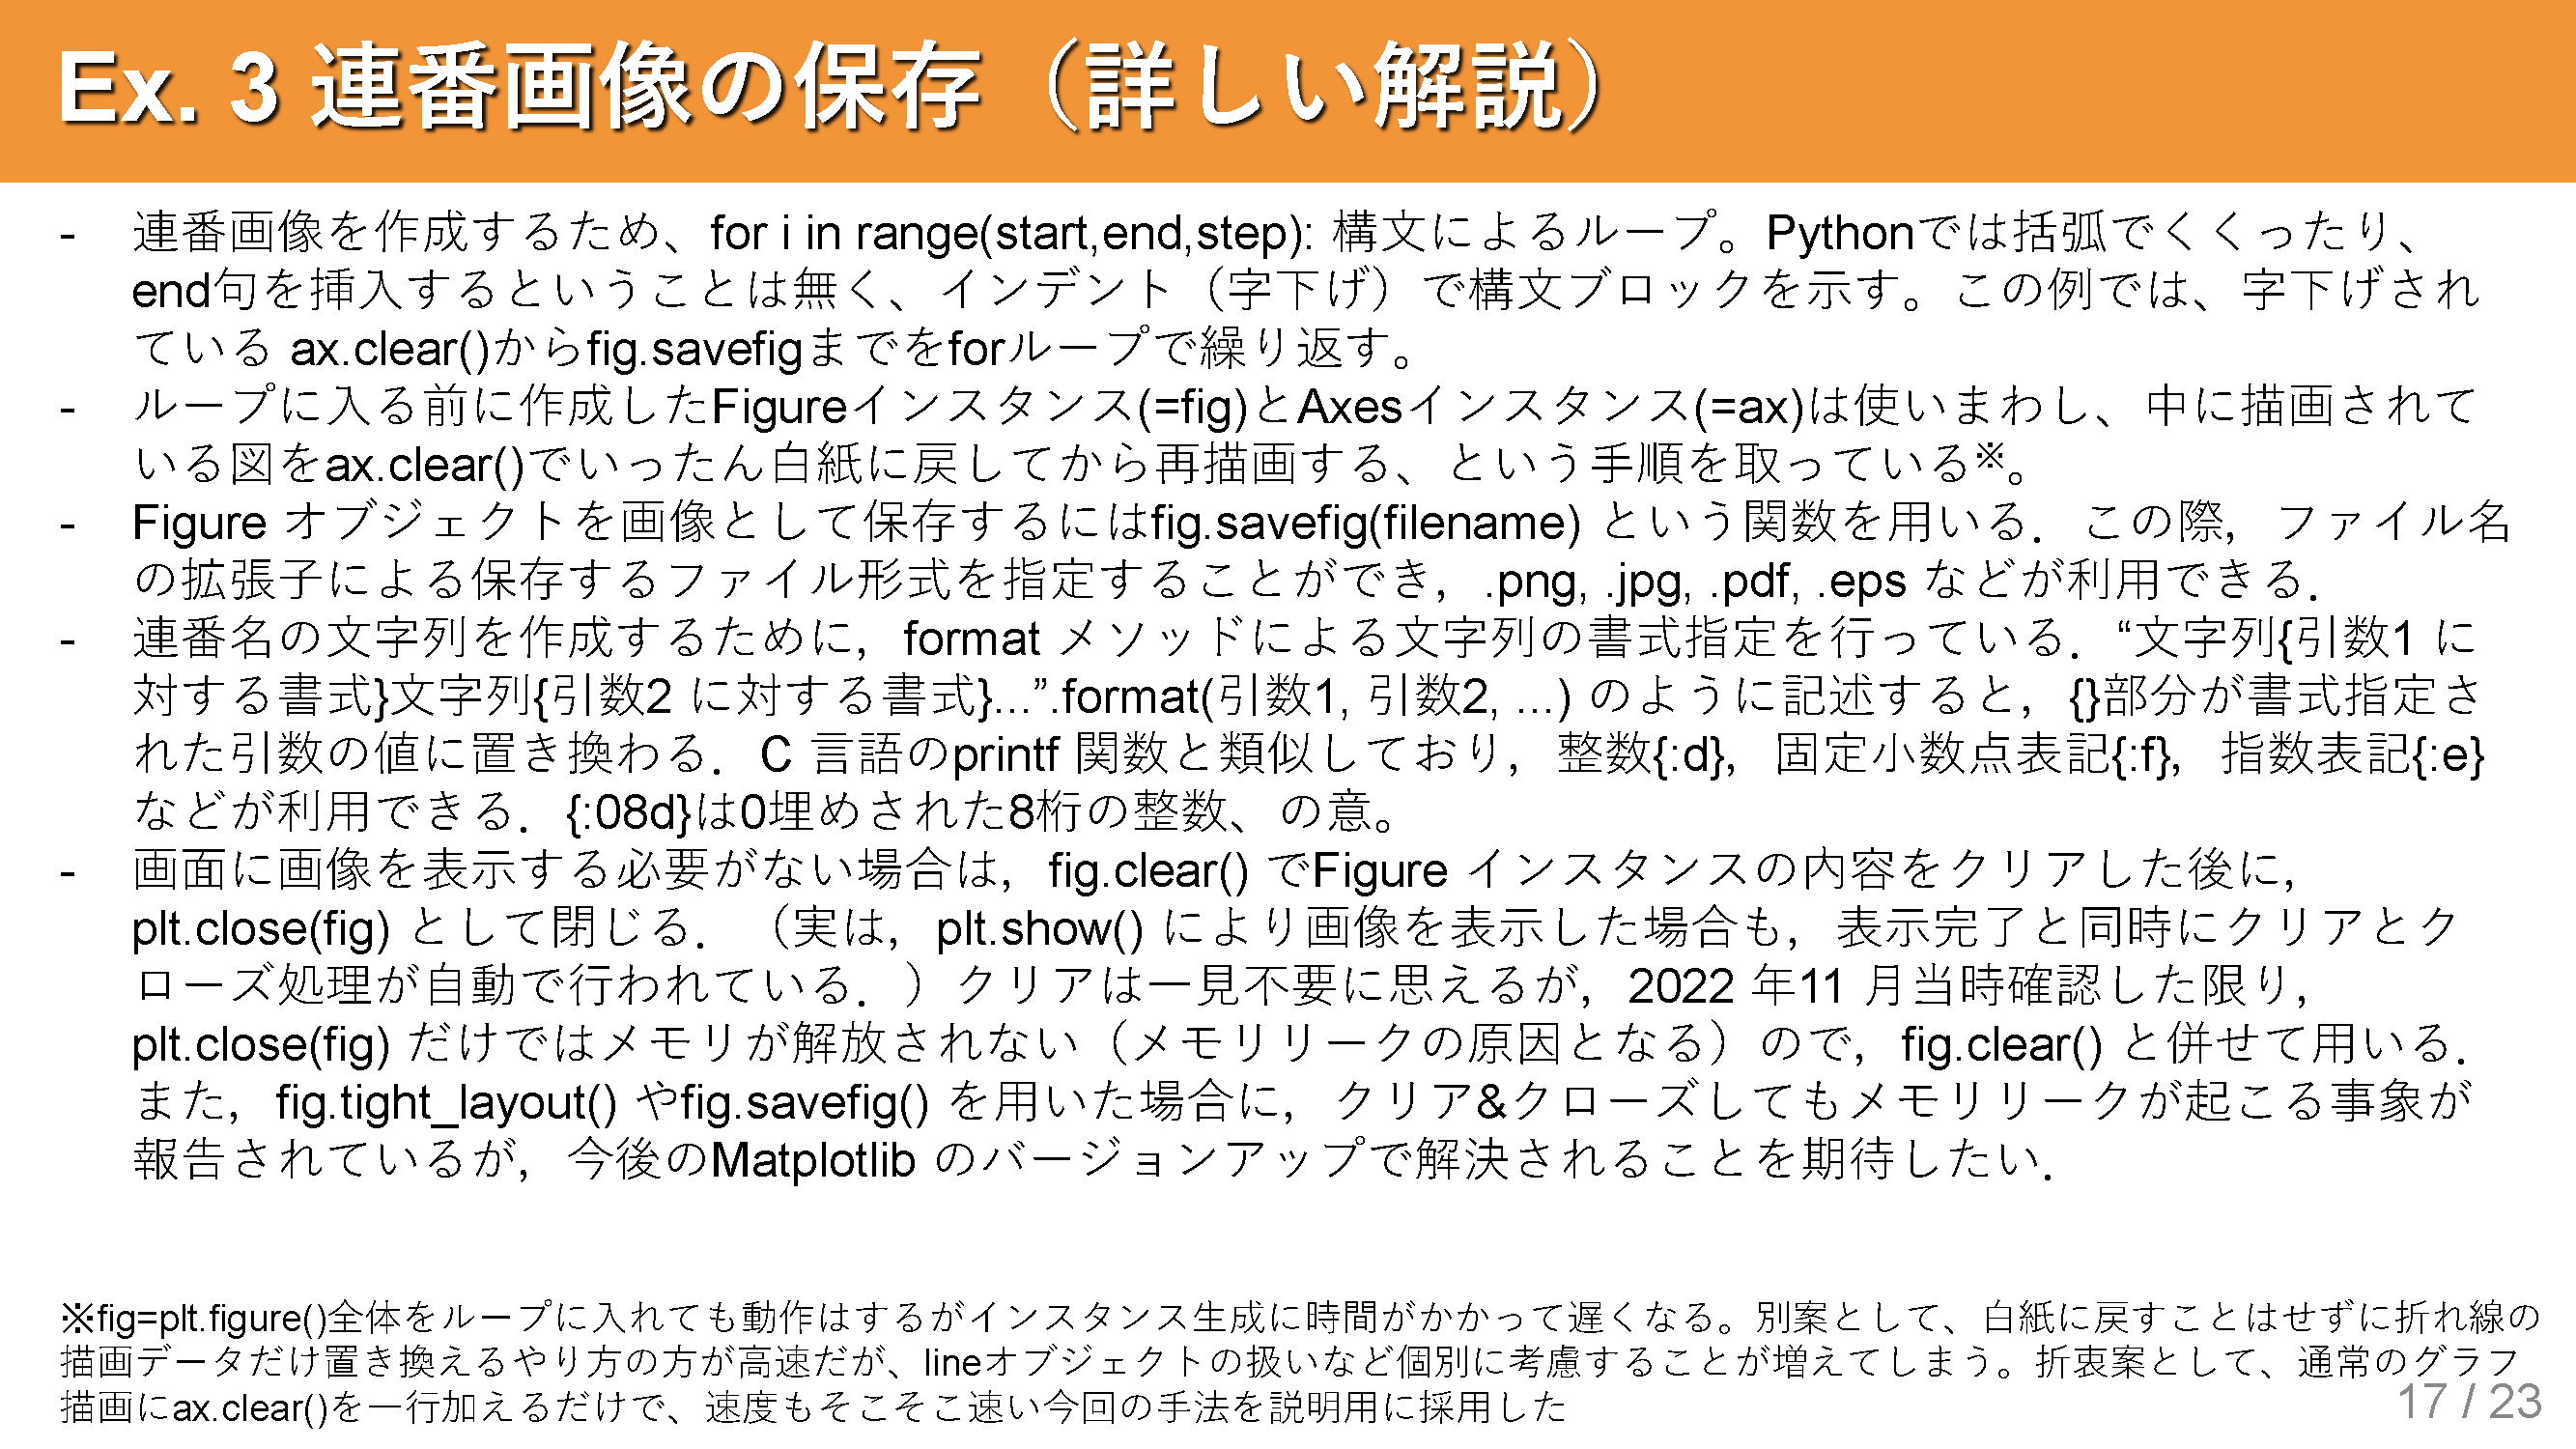 Ex. 3 連番画像の保存（詳しい解説）
- 連番画像を作成するため、for i in range(start,end,step): 構文によるループ。Pythonでは括弧でくくったり、
end句を挿入するということは無く、インデント（字下げ）で構文ブロックを示す。この例では、字下げされ
ている ax.clear()からfig.savefigまでをforループで繰り返す。
- ループに入る前に作成したFigureインスタンス(=fig)とAxesインスタンス(=ax)は使いまわし、中に描画されて
いる図をax.clear()でいったん白紙に戻してから再描画する、という手順を取っている※。
- Figure オブジェクトを画像として保存するにはfig.savefig(filename) という関数を用いる．この際，ファイル名
の拡張子による保存するファイル形式を指定することができ，.png, .jpg, .pdf, .eps などが利用できる．
- 連番名の文字列を作成するために，format メソッドによる文字列の書式指定を行っている．“文字列{引数1 に
対する書式}文字列{引数2 に対する書式}...”.format(引数1, 引数2, ...) のように記述すると，{}部分が書式指定さ
れた引数の値に置き換わる．C 言語のprintf 関数と類似しており，整数{:d}，固定小数点表記{:f}，指数表記{:e}
などが利用できる．{:08d}は0埋めされた8桁の整数、の意。
- 画面に画像を表示する必要がない場合は，fig.clear() でFigure インスタンスの内容をクリアした後に，
plt.close(fig) として閉じる．（実は，plt.show() により画像を表示した場合も，表示完了と同時にクリアとク
ローズ処理が自動で行われている．）クリアは一見不要に思えるが，2022 年11 月当時確認した限り，
plt.close(fig) だけではメモリが解放されない（メモリリークの原因となる）ので，fig.clear() と併せて用いる．
また，fig.tight_layout() やfig.savefig() を用いた場合に，クリア&クローズしてもメモリリークが起こる事象が
報告されているが，今後のMatplotlib のバージョンアップで解決されることを期待したい．
※fig=plt.figure()全体をループに入れても動作はするがインスタンス生成に時間がかかって遅くなる。別案として、白紙に戻すことはせずに折れ線の
描画データだけ置き換えるやり方の方が高速だが、lineオブジェクトの扱いなど個別に考慮することが増えてしまう。折衷案として、通常のグラフ
描画にax.clear()を一行加えるだけで、速度もそこそこ速い今回の手法を説明用に採用した
17 / 23